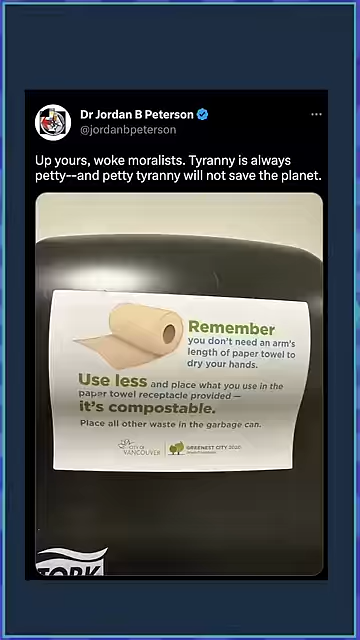 Dr Jordan B Peterson
@jordanbpeterson
Up yours, woke moralists. Tyranny is always
petty--and petty tyranny will not save the planet.
Remember
you don't need an arm's
length of paper towel to
dry your hands.
Use less and place what you use in the
paper towel receptacle provided —
it's compostable.
Place all other waste in the garbage can.
CITY OF
VANCOUVER
GREENEST CITY 2020
TORK